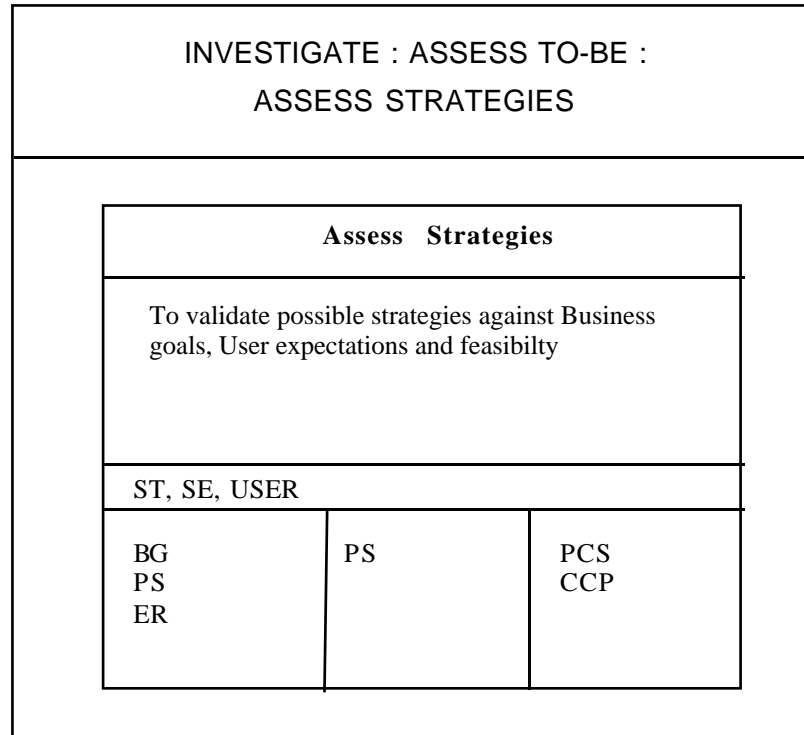 INVESTIGATE : ASSESS TO-BE :
ASSESS STRATEGIES
Assess Strategies
To validate possible strategies against Business
goals, User expectations and feasibilty
ST, SE, USER
BG
PS
ER
PS
PCS
CCP